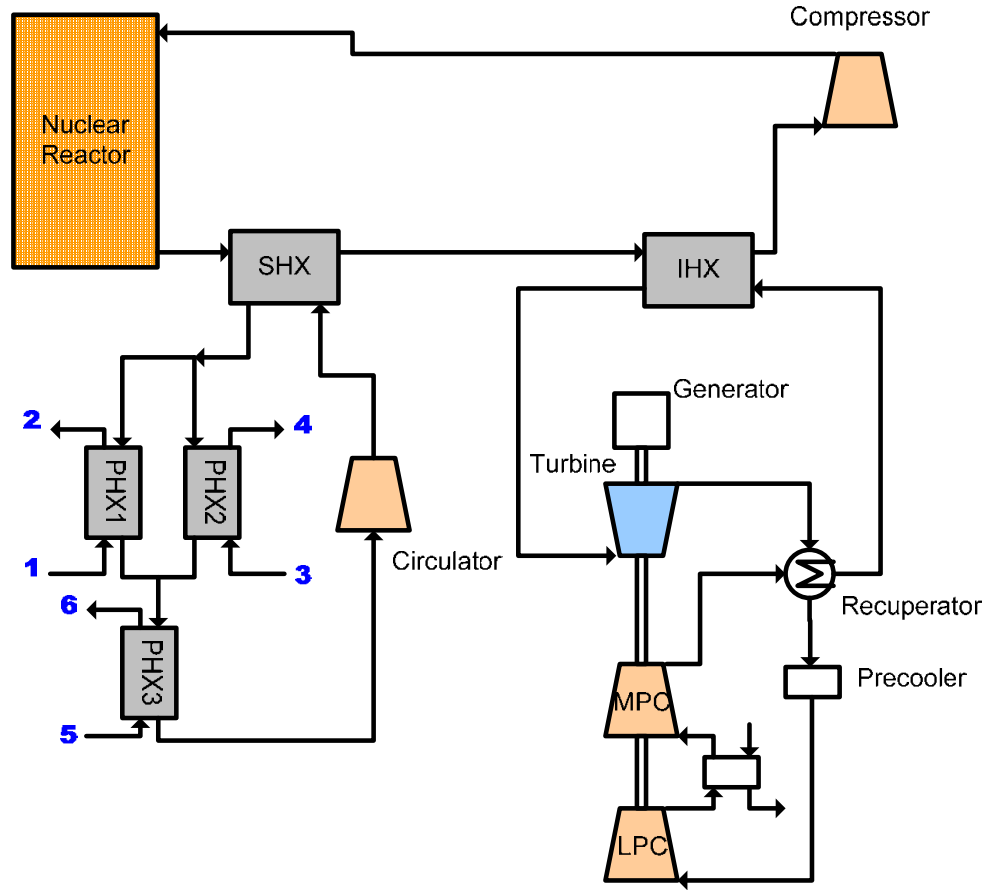 Compressor
Nuclear
Reactor
SHX
IHX
Generator
2
4
Turbine
PHX1
PHX2
Circulator
1
3
6
Recuperator
PHX3
Precooler
MPC
5
LPC